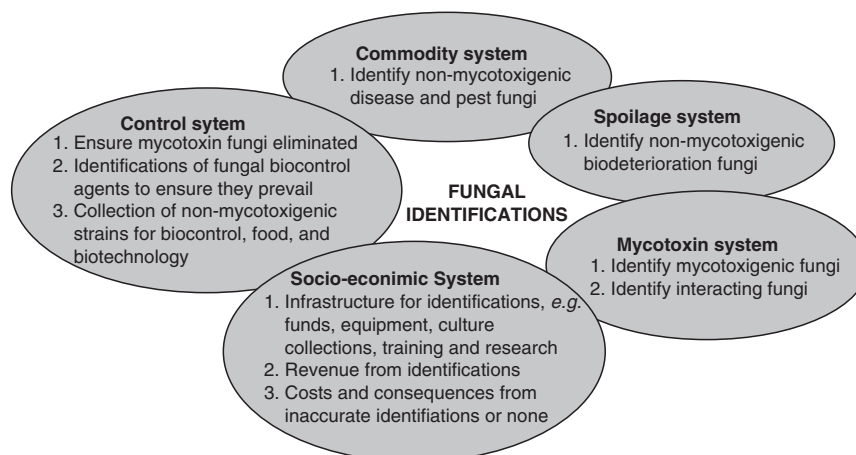 Commodity system
1. Identify non-mycotoxigenic
disease and pest fungi
Control sytem
1. Ensure mycotoxin fungi eliminated
2. Identifications of fungal biocontrol
agents to ensure they prevail
3. Collection of non-mycotoxigenic
strains for biocontrol, food, and
biotechnology
Spoilage system
1. Identify non-mycotoxigenic
biodeterioration fungi
FUNGAL
IDENTIFICATIONS
Mycotoxin system
1. Identify mycotoxigenic fungi
2. Identify interacting fungi
Socio-econimic System
1. Infrastructure for identifications, e.g.
funds, equipment, culture
collections, training and research
2. Revenue from identifications
3. Costs and consequences from
inaccurate identifiations or none